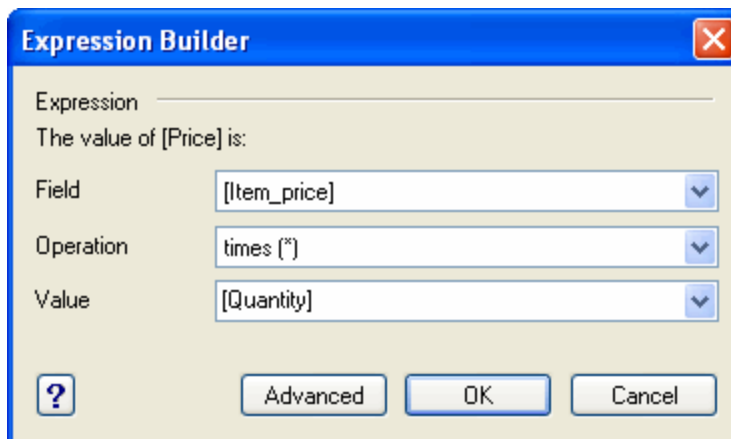 Expression Builder
Expression
The value of [Price] is:
Field [Item_price]
Operation times (*)
Value [Quantity]
? Advanced OK Cancel